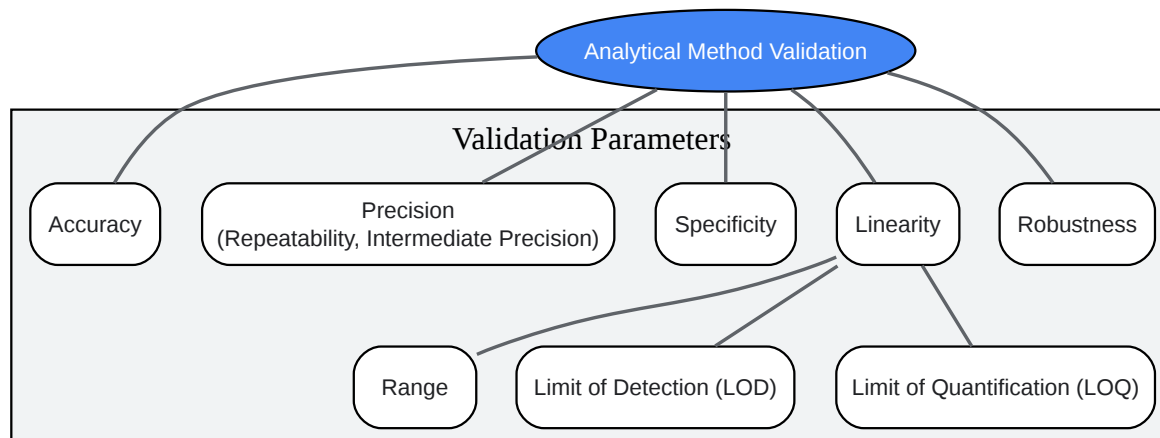 Analytical Method Validation
Validation Parameters
Accuracy
Precision
(Repeatability, Intermediate Precision)
Specificity
Linearity
Robustness
Range
Limit of Detection (LOD)
Limit of Quantification (LOQ)